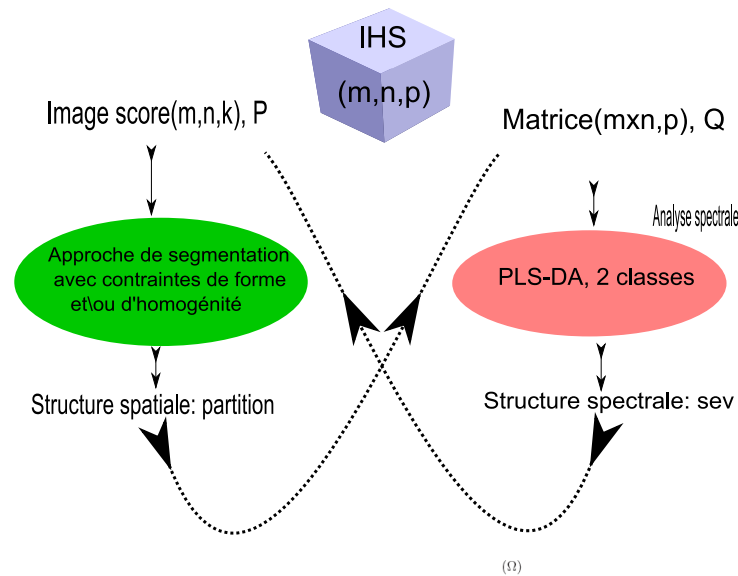 IHS
(m,n,p)
Image score(m,n,k), P
Matrice(mxn,p), Q
Analyse spectrale
Approche de segmentation
avec contraintes de forme
et\ou d'homogénité
PLS-DA, 2 classes
Structure spatiale: partition
Structure spectrale: sev
(Ω)